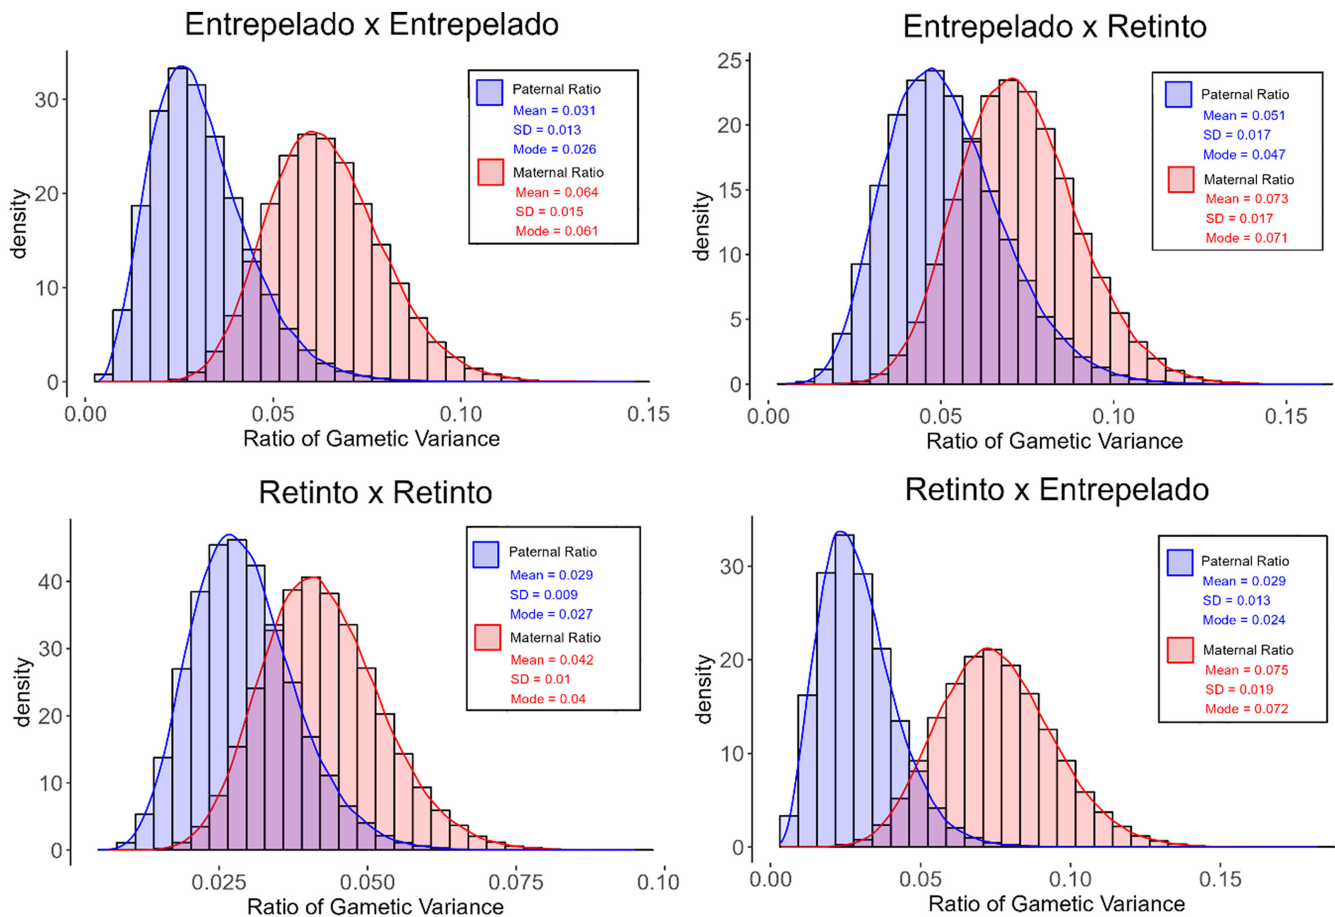 Entrepelado x Entrepelado
30
20
10
0
density
0.00
0.05
0.10
0.15
Ratio of Gametic Variance
Paternal Ratio
Mean = 0.031
SD = 0.013
Mode = 0.026
Maternal Ratio
Mean = 0.064
SD = 0.015
Mode = 0.061
Entrepelado x Retinto
25
20
15
10
5
0
density
0.00
0.05
0.10
0.15
Ratio of Gametic Variance
Paternal Ratio
Mean = 0.051
SD = 0.017
Mode = 0.047
Maternal Ratio
Mean = 0.073
SD = 0.017
Mode = 0.071
Retinto x Retinto
40
30
20
10
0
density
0.025
0.050
0.075
0.10
Ratio of Gametic Variance
Paternal Ratio
Mean = 0.029
SD = 0.009
Mode = 0.027
Maternal Ratio
Mean = 0.042
SD = 0.01
Mode = 0.04
Retinto x Entrepelado
30
20
10
0
density
0.00
0.05
0.10
0.15
Ratio of Gametic Variance
Paternal Ratio
Mean = 0.029
SD = 0.013
Mode = 0.024
Maternal Ratio
Mean = 0.075
SD = 0.019
Mode = 0.072